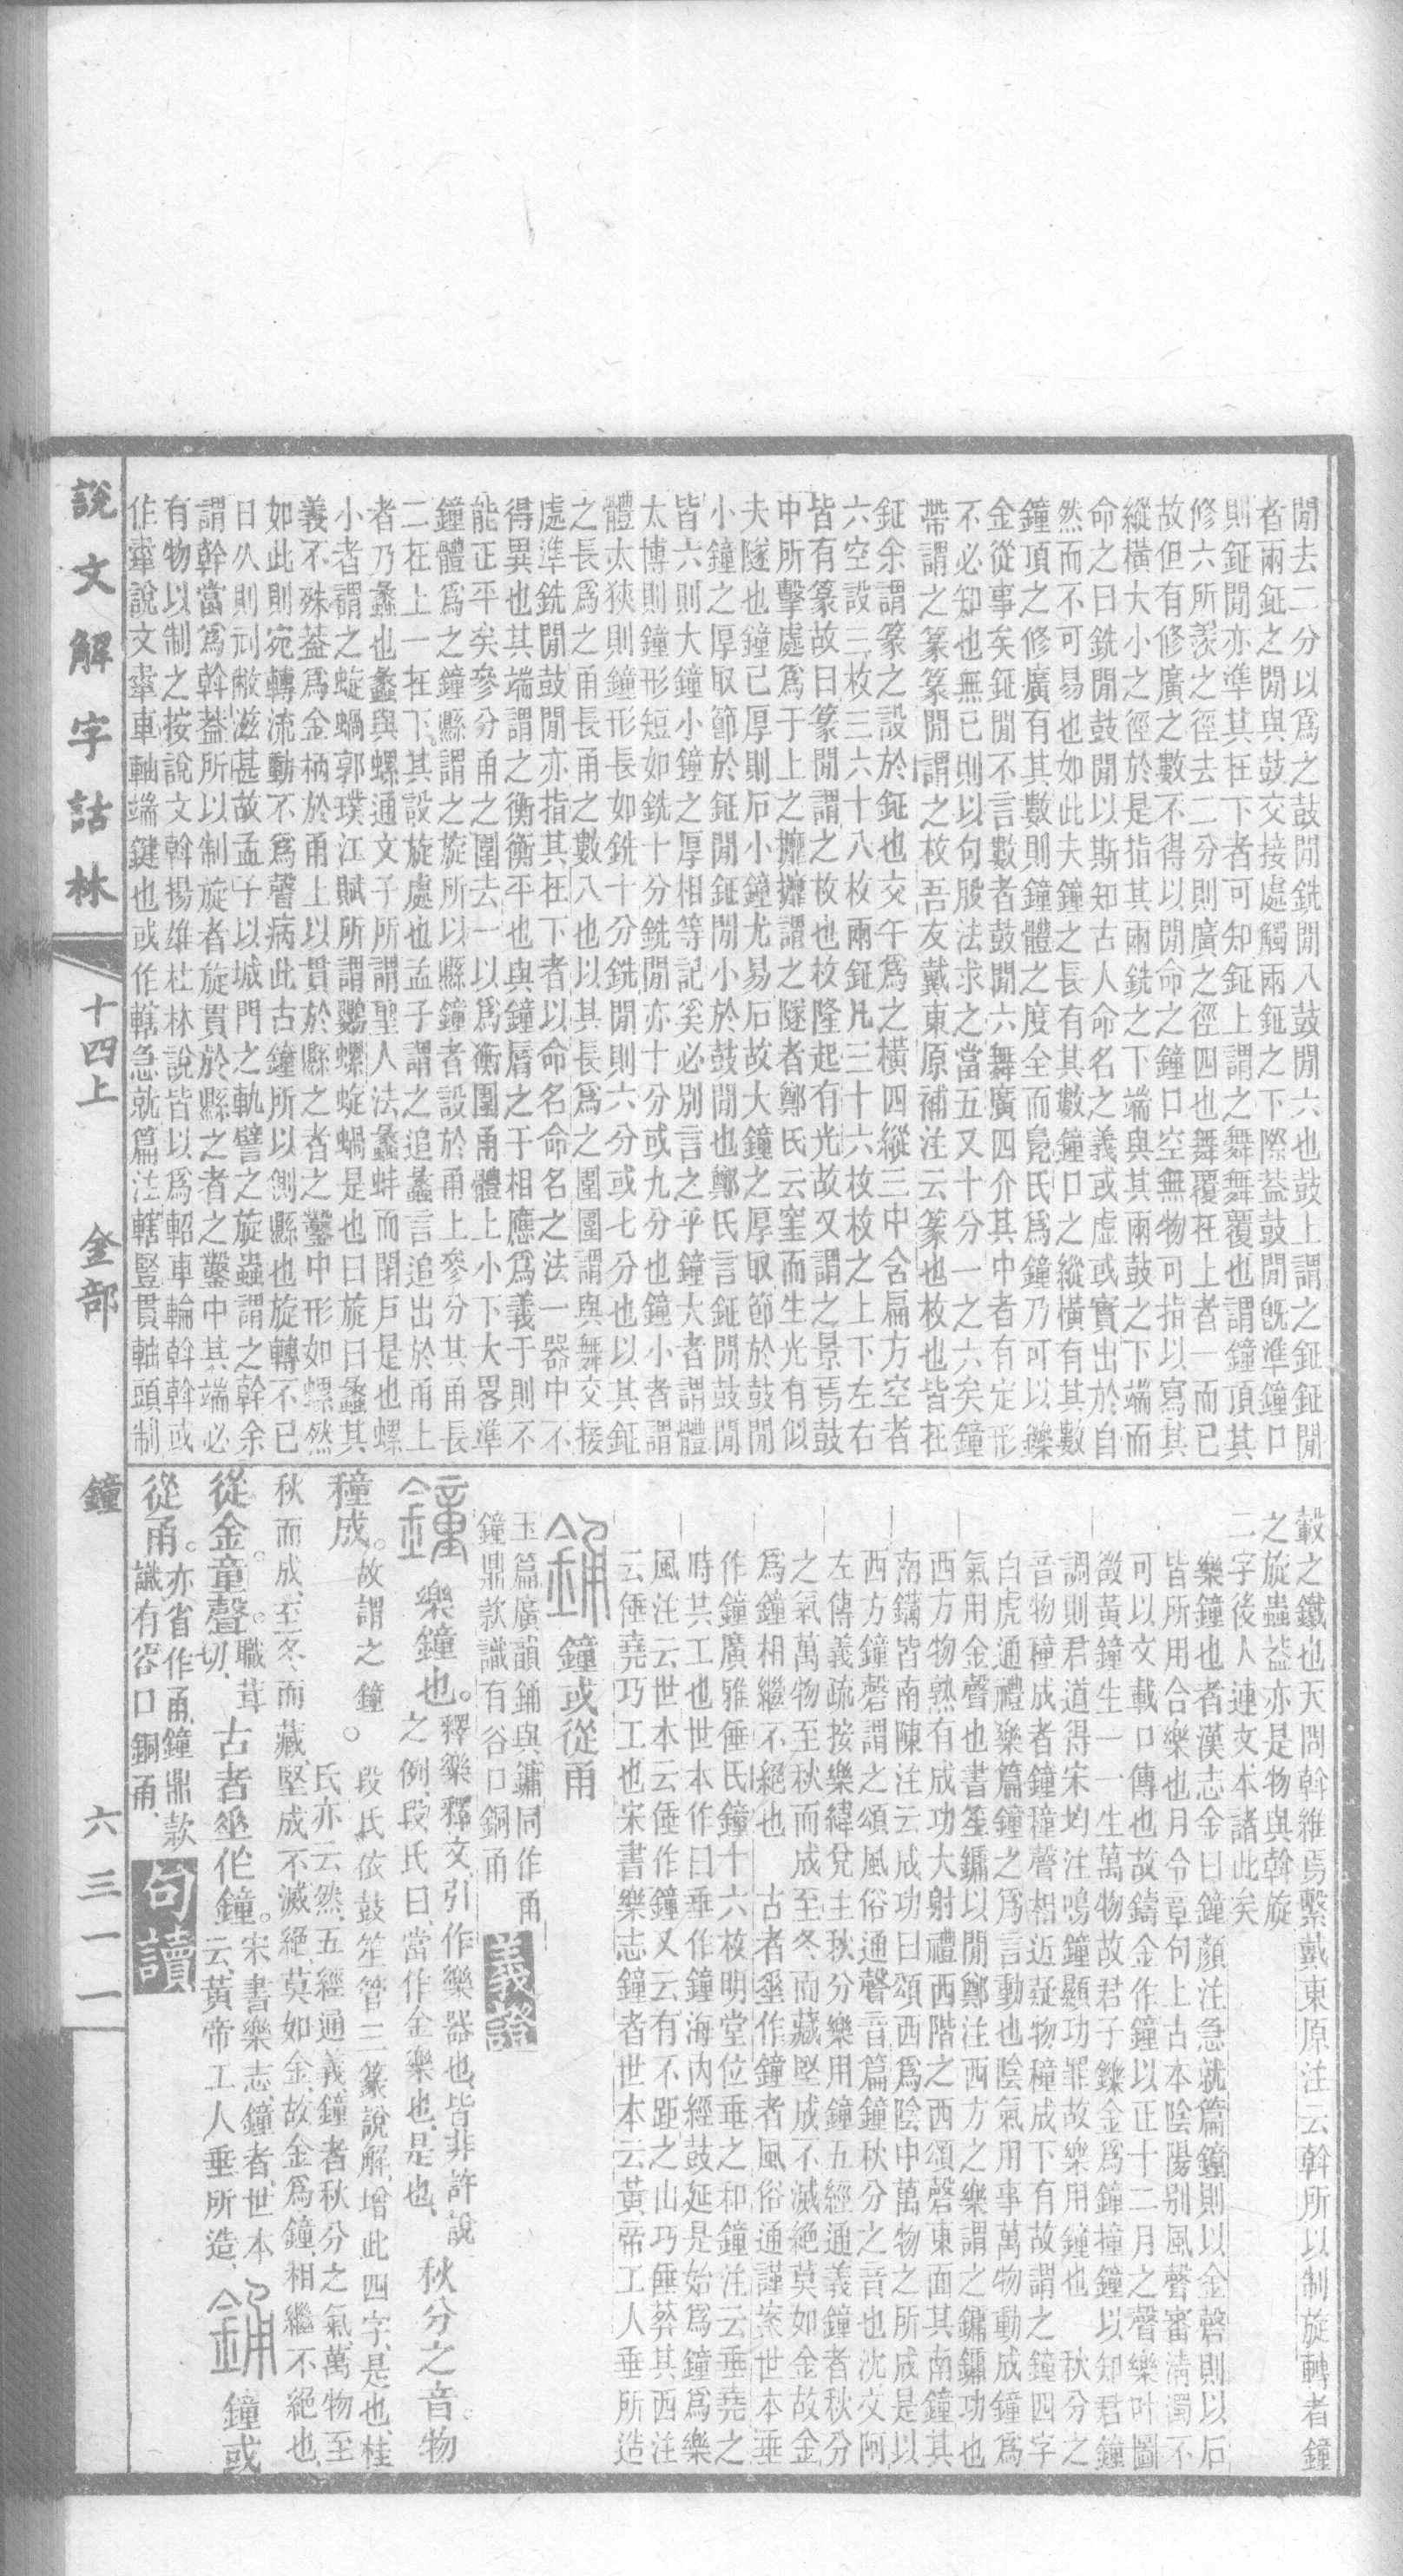 閒去二分以爲之鼓閒銑閒八鼓閒六也鼓上謂之鉦鉦閒
者兩鉦之閒與鼓交接處觸兩鉦之下際葢鼓閒旣準鐘口
則鉦閒亦準其在下者可知鉦上謂之舞舞覆也謂鐘頂其
修六所羨之徑去二分則廣之徑四也舞覆在上者一而已
故但有修廣之數不得以閒命之鐘口空無物可指以寫其
縱橫大小之徑於是指其兩銑之下端與其兩鼓之下端而
命之曰銑閒鼓閒以斯知古人命名之義或虛或實出於自
然而不可易也如此夫鐘之長有其數鐘口之縱橫有其數
鐘頂之修廣有其數則鐘體之度全而鳧氏爲鐘乃可以鑠
金從事矣鉦閒不言數者鼓閒六舞廣四介其中者有定形
不必知也無已則以句股法求之當五又十分一之六矣鐘
帶謂之篆篆閒謂之枚吾友戴東原補注云篆也枚也皆在
鉦余謂篆之設於鉦也交午爲之橫四縱三中含扁方空者
六空設三枚三六十八枚兩鉦凡三十六枚枚之上下左右
皆有篆故曰篆閒謂之枚也枚隆起有光故又謂之景焉鼓
中所擊處爲于上之攠攠謂之隧者鄭氏云窐而生光有似
夫隧也鐘已厚則石小鐘尤易石故大鐘之厚取節於鼓閒
小鐘之厚取節於鉦閒鉦閒小於鼓閒也鄭氏言鉦閒鼓閒
皆六則大鐘小鐘之厚相等記奚必別言之乎鐘大者謂體
太博則鐘形短如銑十分銑閒亦十分或九分也鐘小者謂
體太狹則鐘形長如銑十分銑閒則六分或七分也以其鉦
之長爲之甬長甬之數八也以其長爲之圍圍謂與舞交接
處準銑閒鼓閒亦指其在下者以命名命名之法一器中不
得異也其端謂之衡衡平也與鐘脣之于相應爲義于則不
能正平矣參分甬之圍去一以爲衡圍甬體上小下大畧準
鐘體爲之鐘縣謂之旋所以縣鐘者設於甬上參分其甬長
二在上一在下其設旋處也孟子謂之追蠡言追出於甬上
者乃蠡也蠡與螺通文子所謂聖人法蠡蚌而閉戶是也螺
小者謂之蜁蝸郭璞江賦所謂鸚螺蜁蝸是也曰旋曰蠡其
義不殊葢爲金柄於甬上以貫於縣之者之鑿中形如螺然
如此則宛轉流動不爲聲病此古鐘所以側縣也旋轉不已
日久則刓敝滋甚故孟子以城門之軌譬之旋蟲謂之幹余
謂幹當爲斡葢所以制旋者旋貫於縣之者之鑿中其端必
有物以制之按說文斡揚雄杜林說皆以爲軺車輪斡斡或
作𨍷說文𨍷車軸端鍵也或作轄急就篇注轄豎貫軸頭制
轂之鐵也天問斡維焉繫戴東原注云斡所以制旋轉者鐘
之旋蟲葢亦是物與斡旋
二字後人連文本諸此矣
樂鐘也者漢志金曰鐘顏注急就篇鐘則以金磬則以石
皆所用合樂也月令章句上古本陰陽別風聲審淸濁不
可以文載口傳也故鑄金作鐘以正十二月之聲樂叶圖
徵黃鐘生一一生萬物故君子鑠金爲鐘撞鐘以知君鐘
調則君道得宋均注鳴鐘顯功罪故樂用鐘也　秋分之
音物種成者鐘種聲相近疑物種成下有故謂之鐘四字
白虎通禮樂篇鐘之爲言動也陰氣用事萬物動成鐘爲
氣用金聲也書笙鏞以閒鄭注西方之樂謂之鏞鏞功也
西方物熟有成功大射禮西階之西頌磬東面其南鐘其
南鑮皆南陳注云成功曰頌西爲陰中萬物之所成是以
西方鐘磬謂之頌風俗通聲音篇鐘秋分之音也沈文阿
左傳義疏按樂緯兌主秋分樂用鐘五經通義鐘者秋分
之氣萬物至秋而成至冬而藏堅成不滅絕莫如金故金
爲鐘相繼不絕也　古者垂作鐘者風俗通謹案世本垂
作鐘廣雅倕氏鐘十六枚明堂位垂之和鐘注云垂堯之
時共工也世本作曰垂作鐘海內經鼓延是始爲鐘爲樂
風注云世本云倕作鐘又云有不距之山巧倕葬其西注
云倕堯巧工也宋書樂志鐘者世本云黃帝工人垂所造
鐘或從甬
玉篇廣韻銿與鏞同作甬
鐘鼎款識有谷口銅甬
義證
樂鐘也。釋樂釋文引作樂器也、皆非許說
之例、段氏曰、當作金樂也、是也、
秋分之音、物
種成。故謂之鐘。段氏依鼓笙管三篆說解、增此四字、是也、桂
氏亦云然、五經通義鐘者秋分之氣、萬物至
秋而成、至冬、而藏、堅成不滅絕、莫如金、故金爲鐘、相繼不絕也、
從金。童聲。職茸切、古者垂作鐘。宋書樂志、鐘者、世本
云、黃帝工人垂所造、
鐘或
從甬。亦省作甬、鐘鼎款
識有谷口銅甬、
句讀
說文解字詁林
十四上　金部　鐘　六三一一